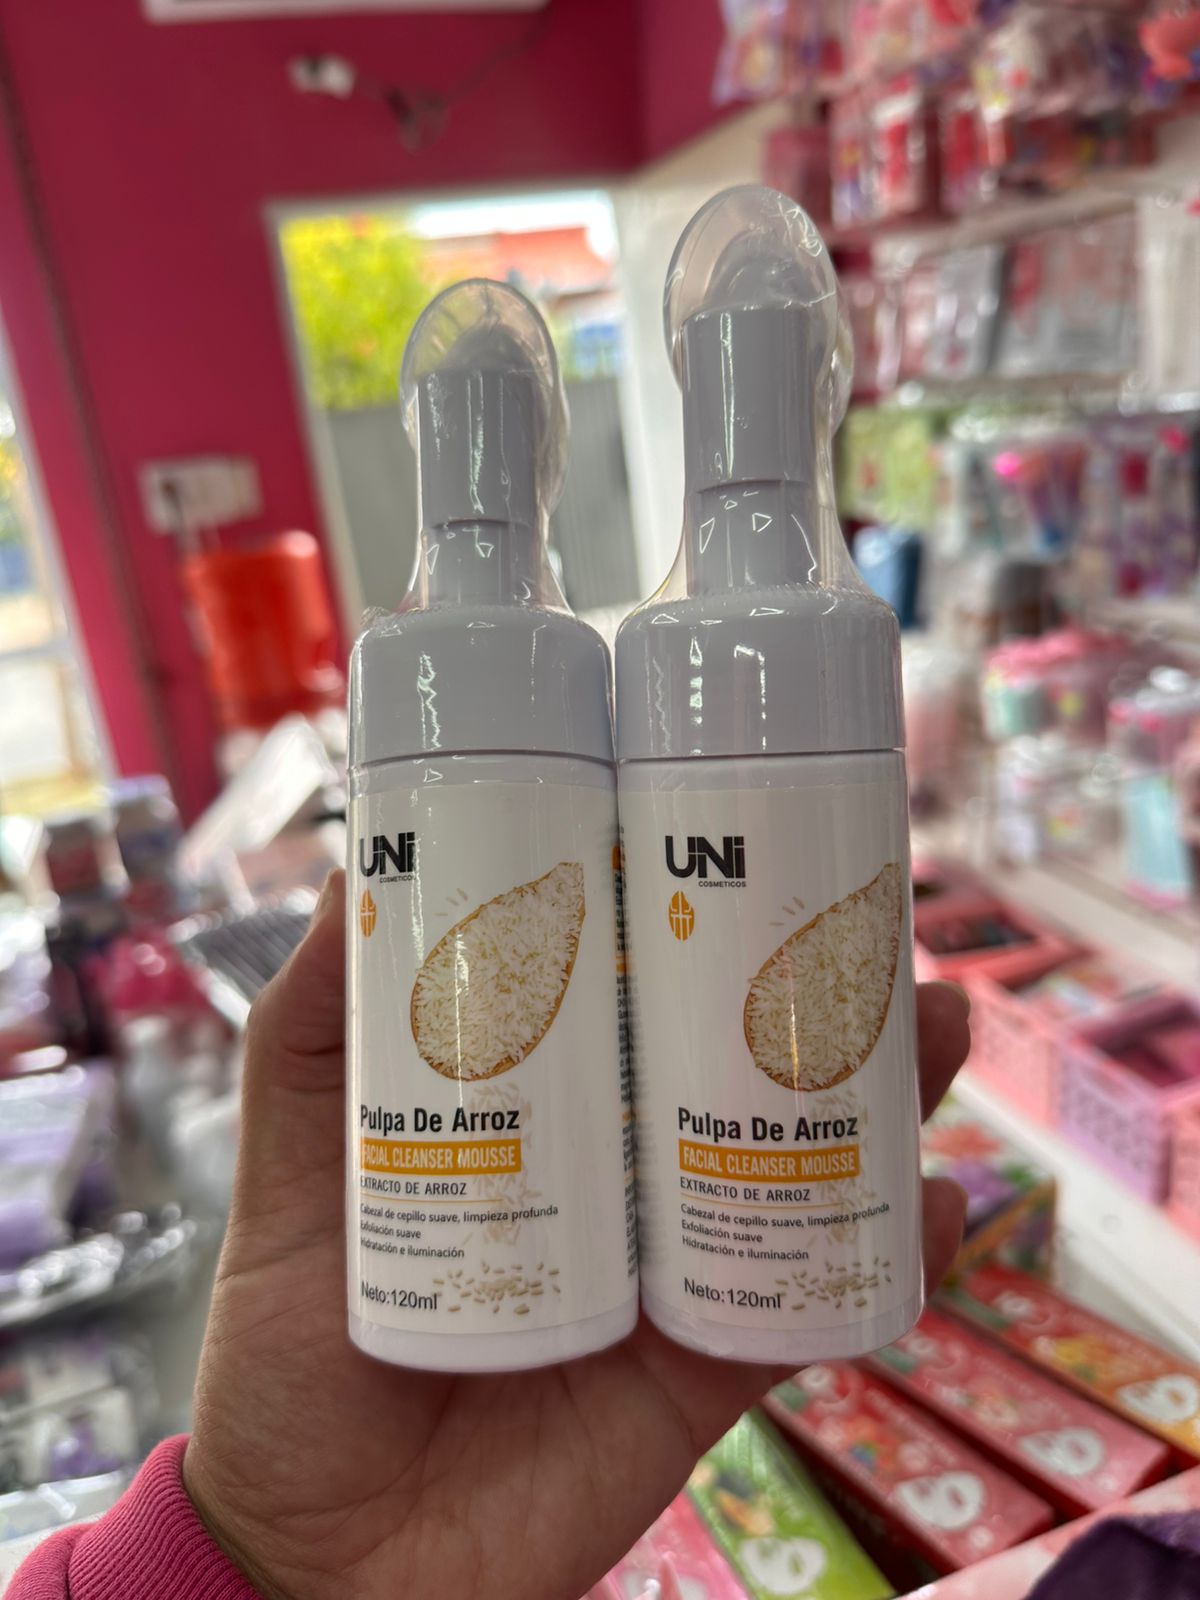 UNi
COSMETICOS
Pulpa De Arroz
FACIAL CLEANSER MOUSSE
EXTRACTO DE ARROZ
Cabezal de cepillo suave, limpieza profunda
Exfoliación suave
Hidratación e iluminación
Neto:120ml
UNi
COSMETICOS
Pulpa De Arroz
FACIAL CLEANSER MOUSSE
EXTRACTO DE ARROZ
Cabezal de cepillo suave, limpieza profunda
Exfoliación suave
Hidratación e iluminación
Neto:120ml